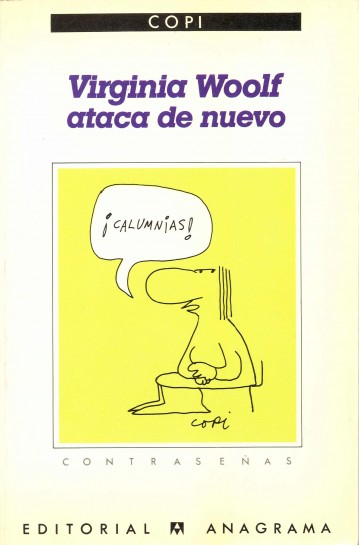 COPI
Virginia Woolf
ataca de nuevo
¡CALUMNIAS!
COPI
CONTRASEÑAS
EDITORIAL ANAGRAMA